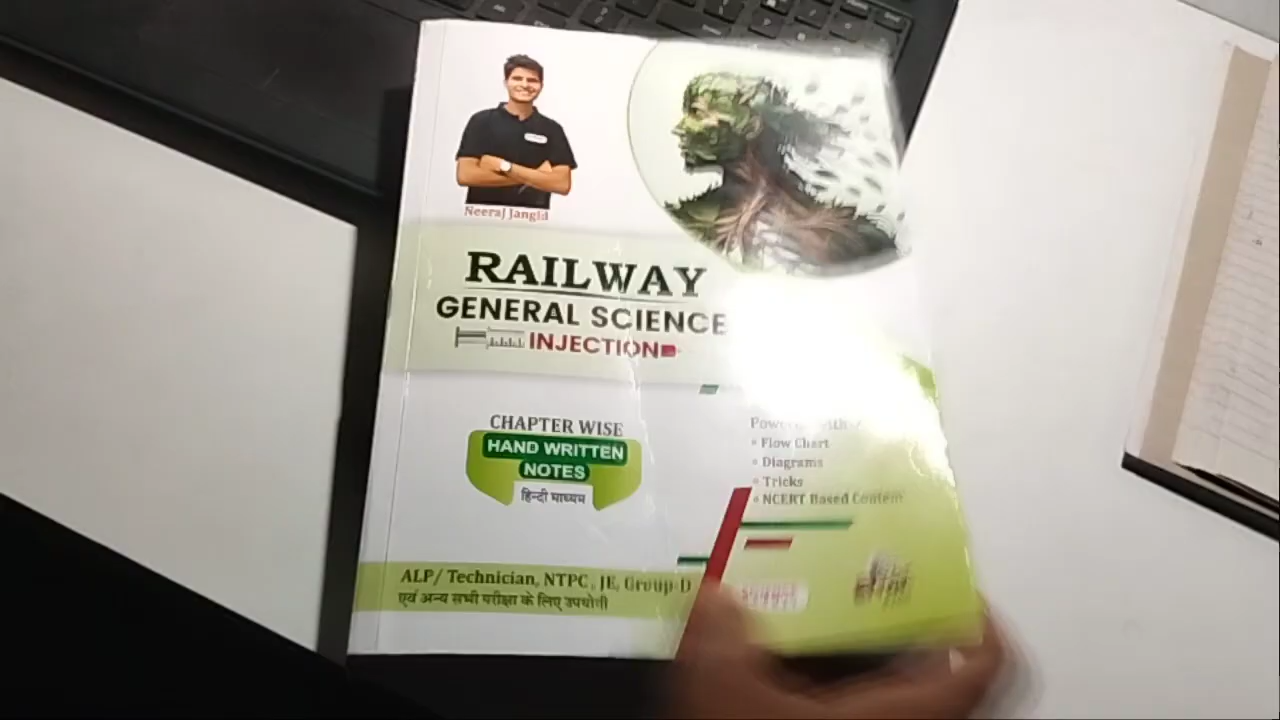 Neeraj Jangid
RAILWAY
GENERAL SCIENCE
INJECTION
CHAPTER WISE
HAND WRITTEN
NOTES
हिन्दी माध्यम
• Flow Chart
• Diagrams
• Tricks
• NCERT Based Content
ALP/ Technician, NTPC , JE, Group-D
एवं अन्य सभी परीक्षा के लिए उपयोगी